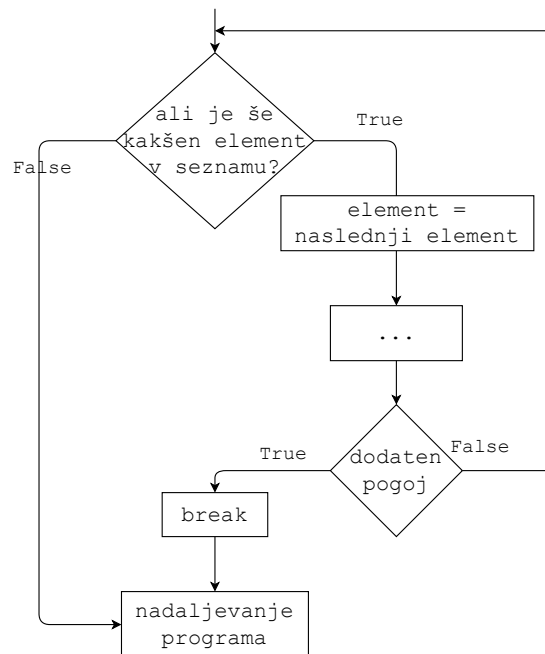 ali je še
kakšen element
v seznamu?
True
False
element =
naslednji element
...
dodaten
pogoj
True
False
break
nadaljevanje
programa